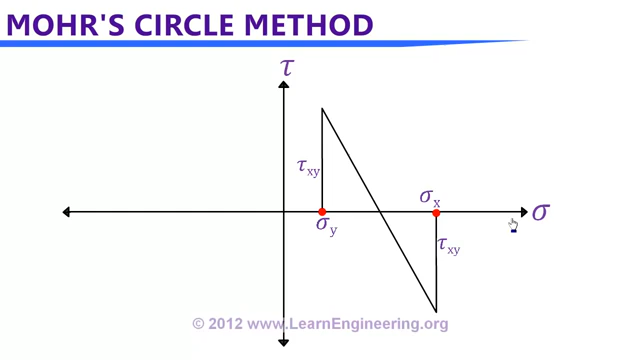 MOHR'S CIRCLE METHOD
τ
τxy
σx
σ
σy
τxy
© 2012 www.LearnEngineering.org